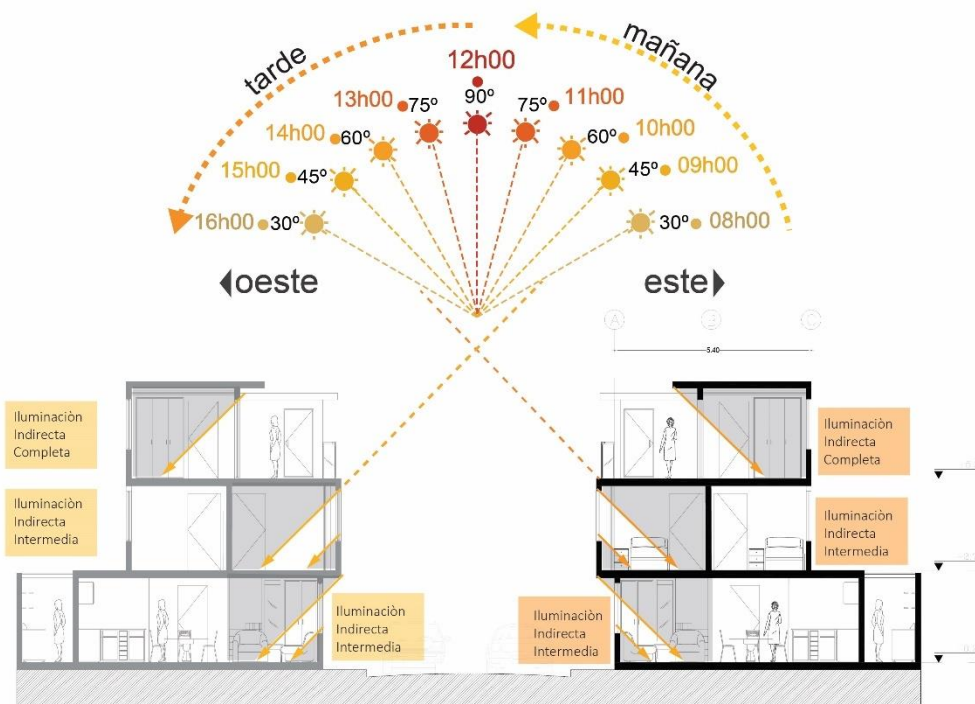 tarde
mañana
12h00
90º
13h00
75º
75º
11h00
14h00
60º
60º
10h00
15h00
45º
45º
09h00
16h00
30º
30º
08h00
oeste
este
A
B
C
5.40
Iluminaciòn
Indirecta
Completa
Iluminaciòn
Indirecta
Completa
Iluminaciòn
Indirecta
Intermedia
Iluminaciòn
Indirecta
Intermedia
Iluminaciòn
Indirecta
Intermedia
Iluminaciòn
Indirecta
Intermedia